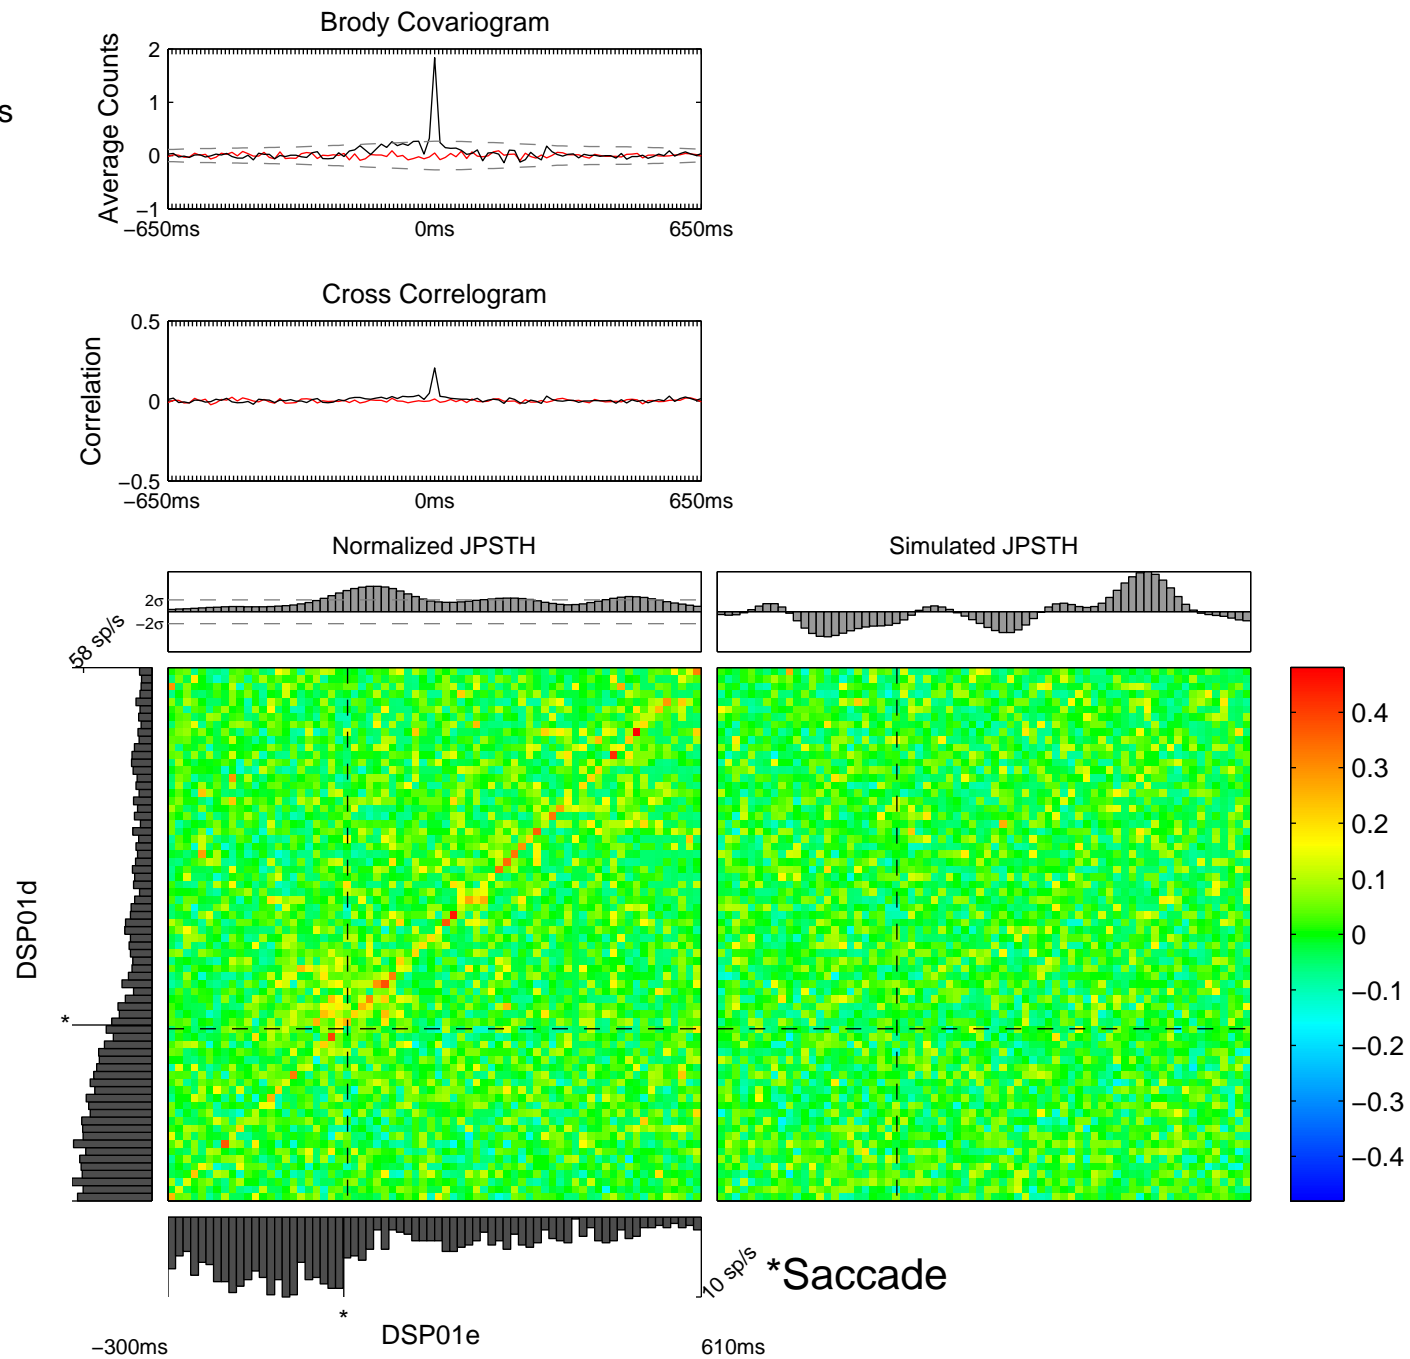 Brody Covariogram
s
Average Counts
2
1
0
−1
−650ms
0ms
650ms
Cross Correlogram
Correlation
0.5
0
−0.5
−650ms
0ms
650ms
Normalized JPSTH
Simulated JPSTH
2σ
−2σ
58 sp/s
DSP01d
*
0.4
0.3
0.2
0.1
0
−0.1
−0.2
−0.3
−0.4
10 sp/s
*Saccade
*
DSP01e
−300ms
610ms